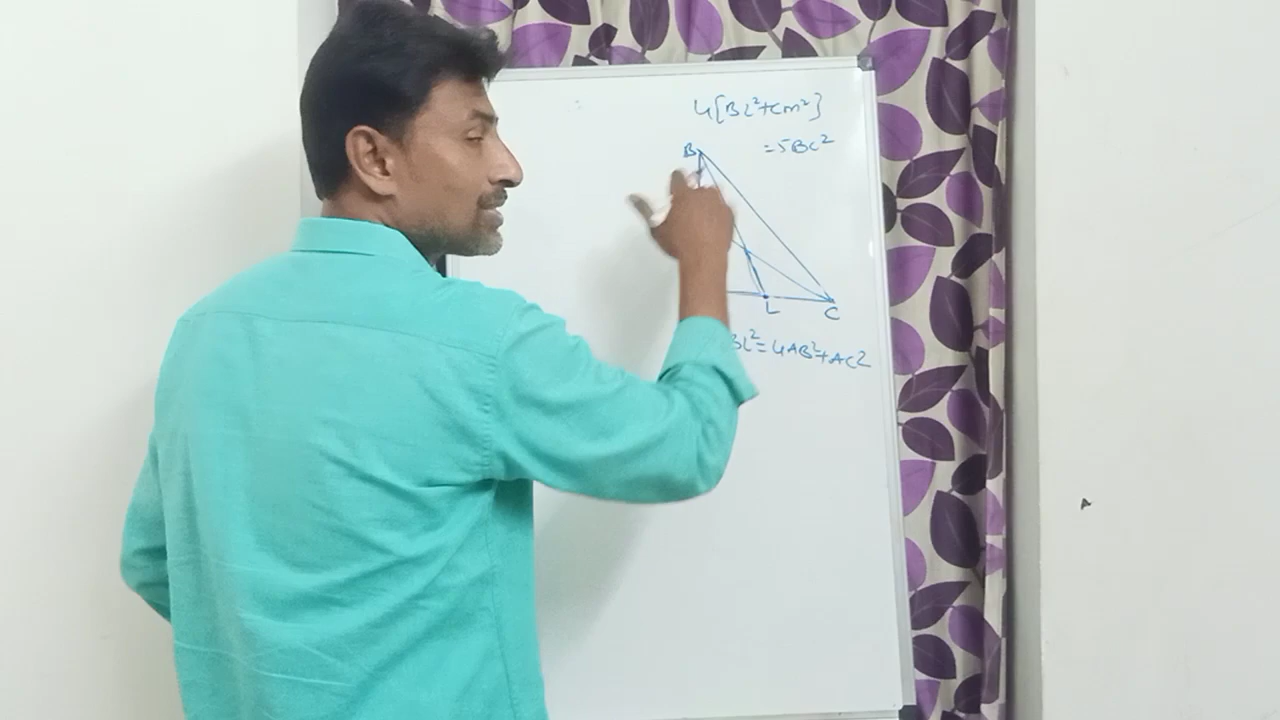 4[BL²+CM²]
=5BC²
B
L
C
BL²=4AB²+AC²